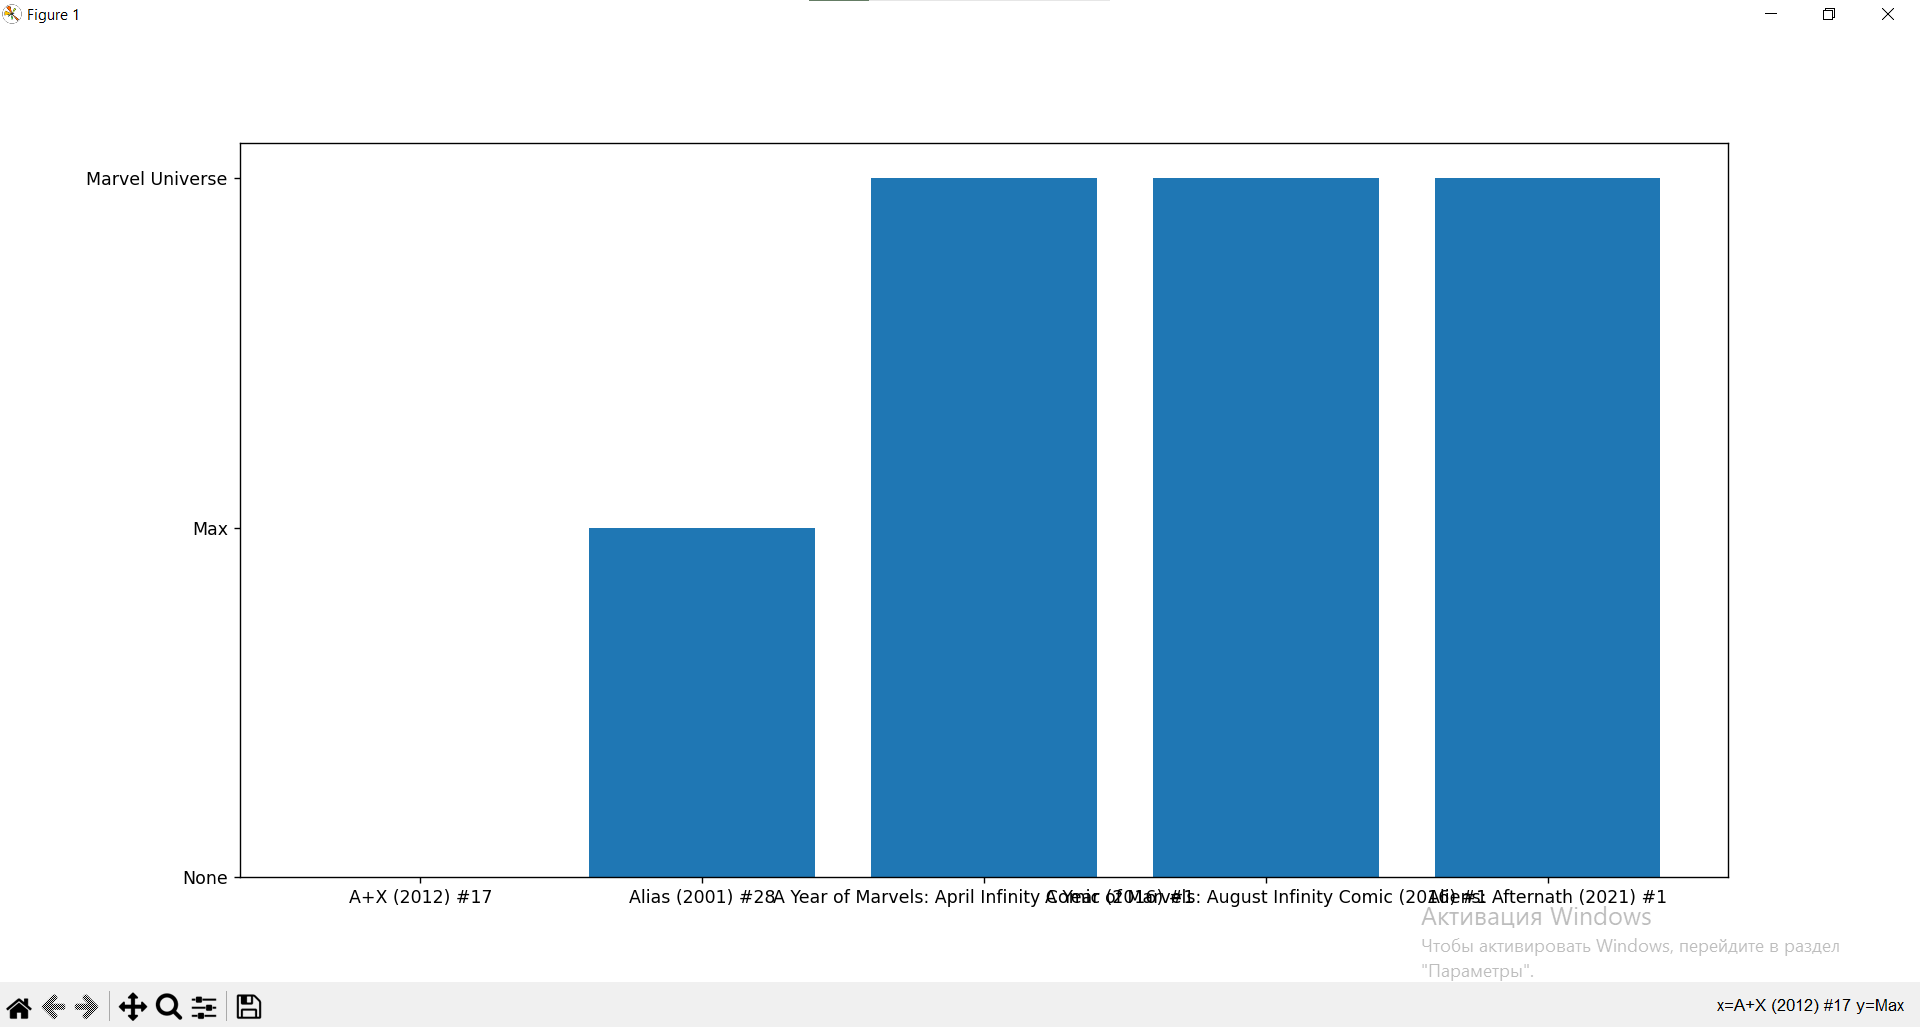 Figure 1
Marvel Universe
Max
None
A+X (2012) #17
Alias (2001) #28
A Year of Marvels: April Infinity Comic (2016) #1
A Year of Marvels: August Infinity Comic (2016) #1
Aliens: Afternath (2021) #1
Активация Windows
Чтобы активировать Windows, перейдите в раздел
"Параметры".
x=A+X (2012) #17 y=Max